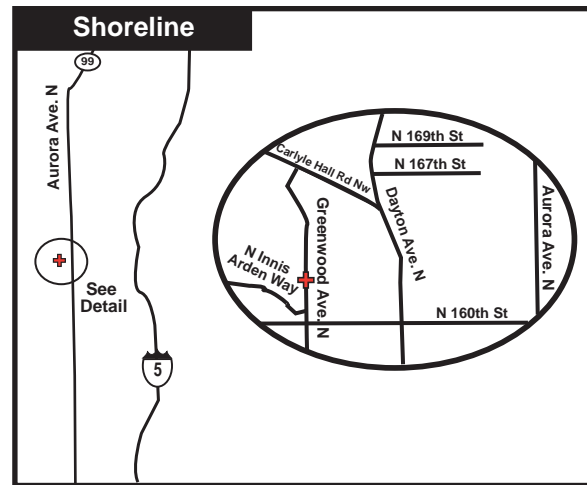 Shoreline
99
Aurora Ave. N
See
Detail
5
N 169th St
Carlyle Hall Rd Nw
N 167th St
Dayton Ave. N
Aurora Ave. N
Greenwood Ave. N
N Innis
Arden Way
N 160th St